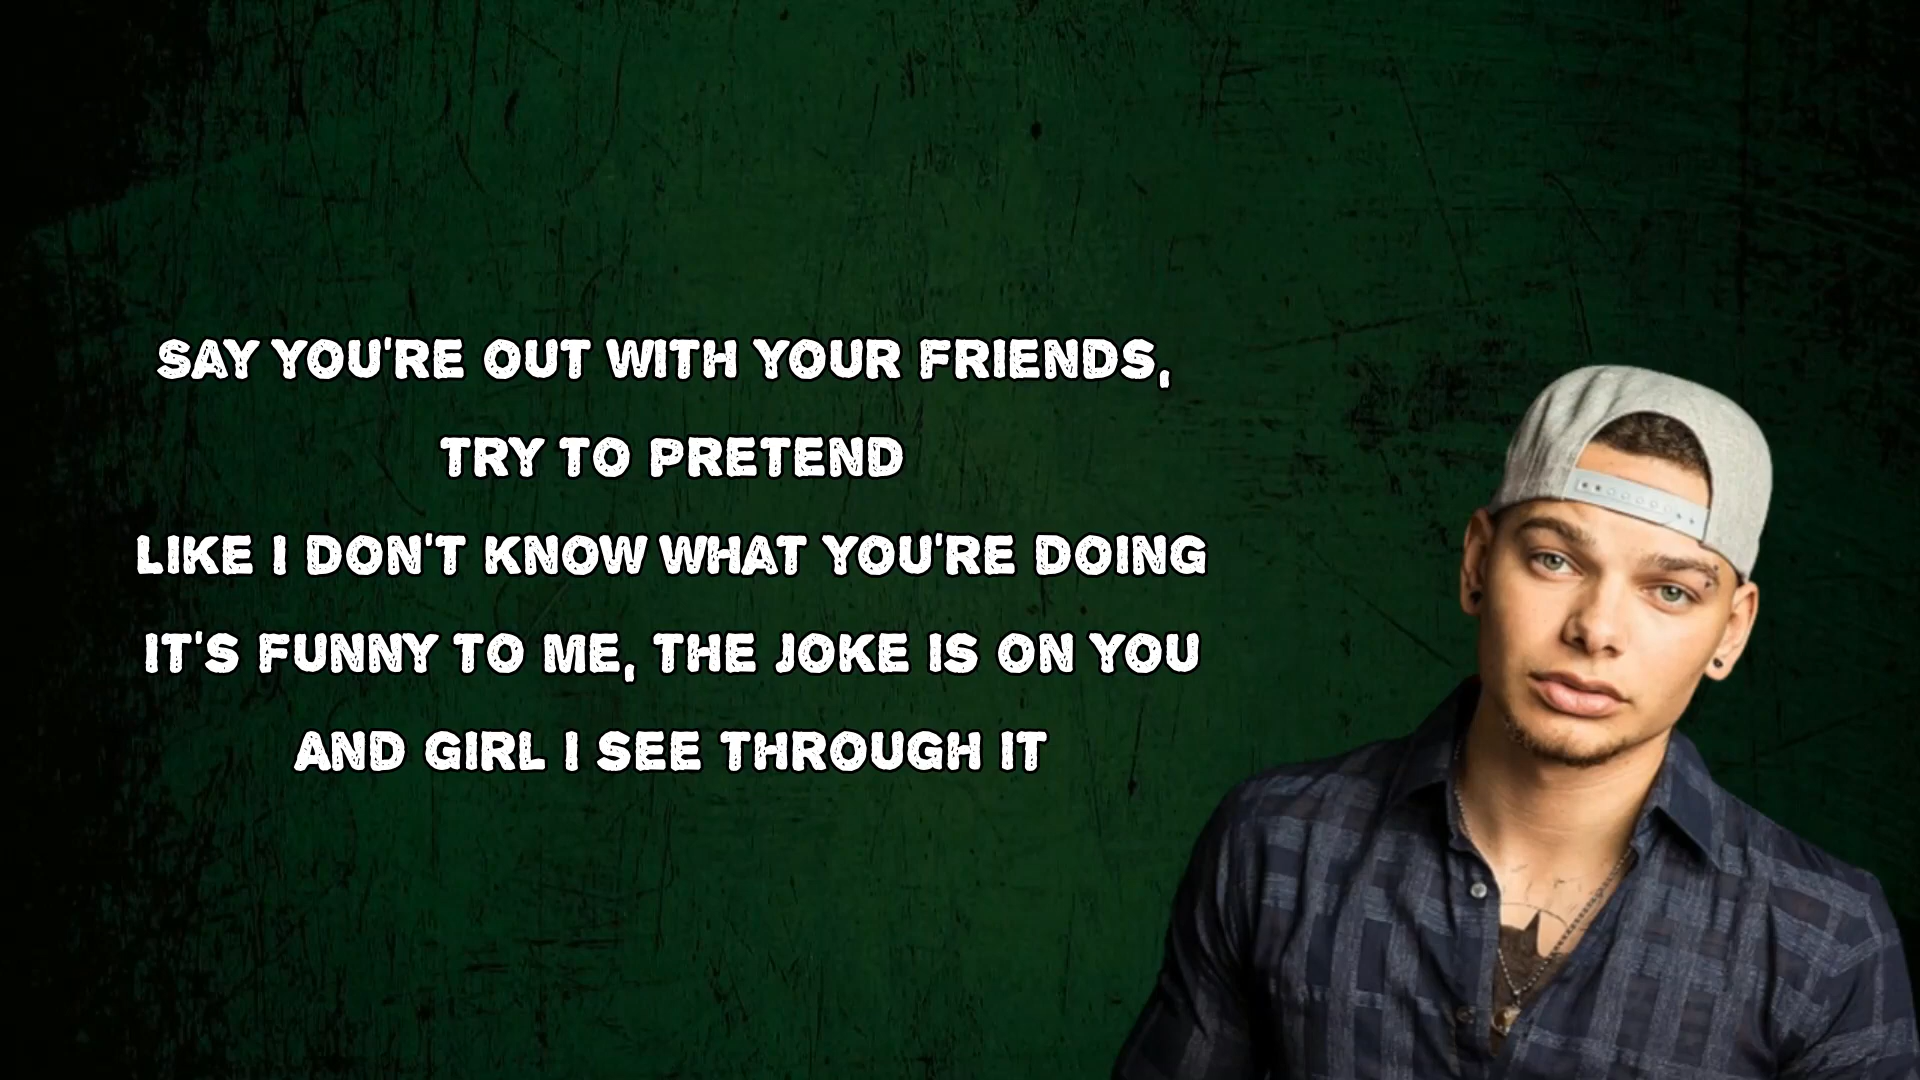 SAY YOU'RE OUT WITH YOUR FRIENDS,
TRY TO PRETEND
LIKE I DON'T KNOW WHAT YOU'RE DOING
IT'S FUNNY TO ME, THE JOKE IS ON YOU
AND GIRL I SEE THROUGH IT